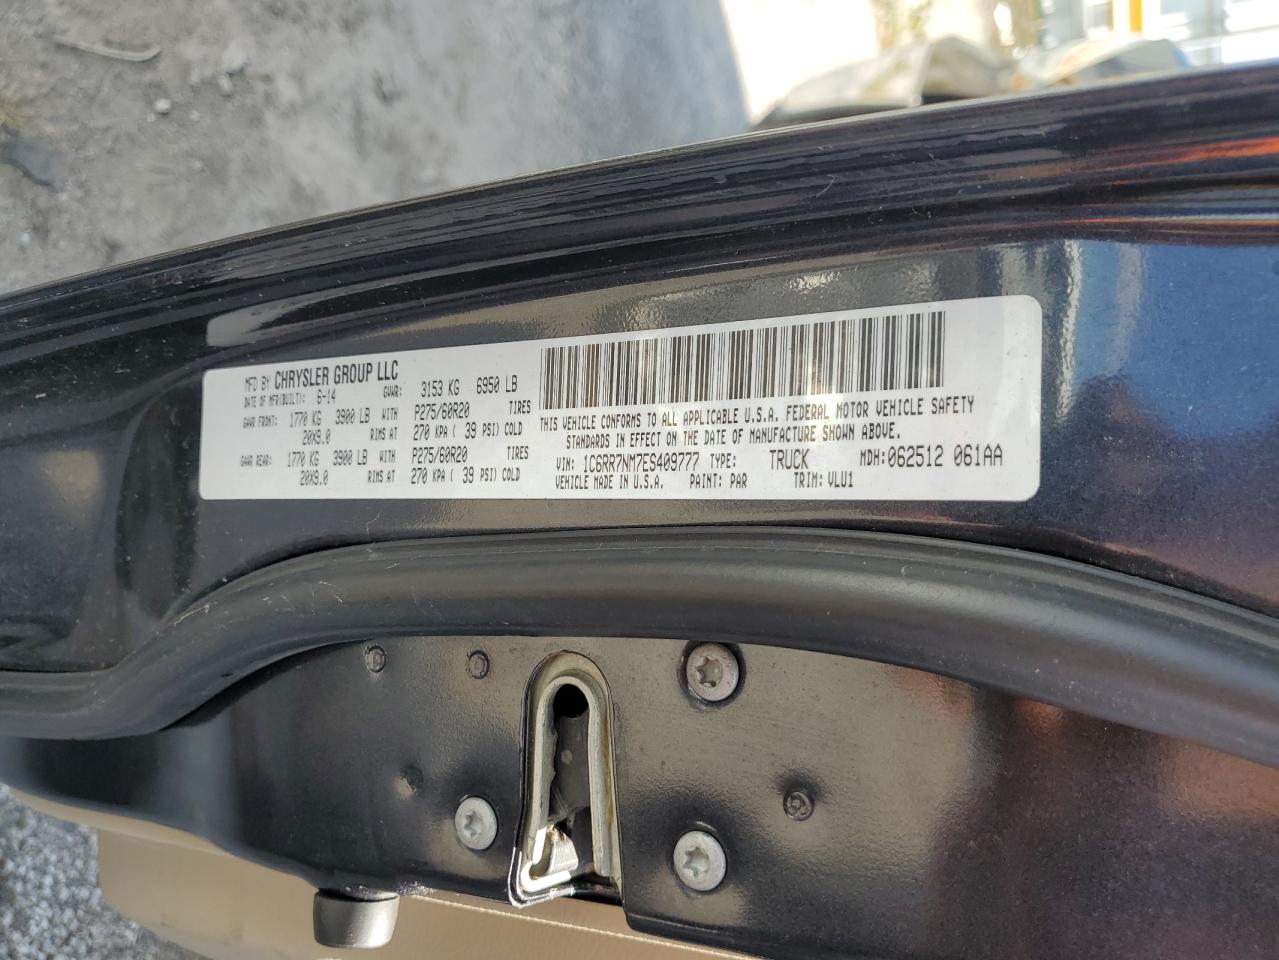 MFD BY CHRYSLER GROUP LLC
DATE OF MFR(BUILT): 6-14 GVWR: 3153 KG 6950 LB
GAWR FRONT: 1770 KG 3900 LB WITH P275/60R20 TIRES
20X9.0 RIMS AT 270 KPA ( 39 PSI) COLD
GAWR REAR: 1770 KG 3900 LB WITH P275/60R20 TIRES
20X9.0 RIMS AT 270 KPA ( 39 PSI) COLD
THIS VEHICLE CONFORMS TO ALL APPLICABLE U.S.A. FEDERAL MOTOR VEHICLE SAFETY
STANDARDS IN EFFECT ON THE DATE OF MANUFACTURE SHOWN ABOVE.
VIN: 1C6RR7NM7ES409777 TYPE: TRUCK MDH: 062512 061AA
VEHICLE MADE IN U.S.A. PAINT: PAR TRIM: VLU1